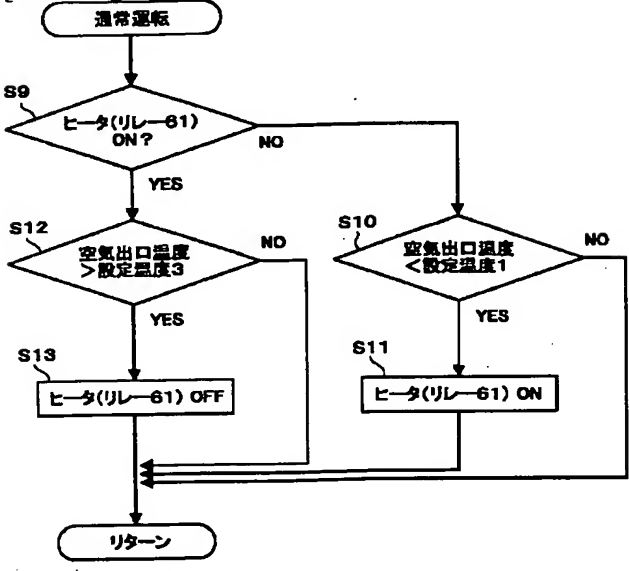 通常運転
S9
ヒータ(リレー61)
ON?
NO
YES
S12
空気出口温度
>設定温度3
NO
YES
S10
空気出口温度
<設定温度1
NO
YES
S13
ヒータ(リレー61) OFF
S11
ヒータ(リレー61) ON
リターン